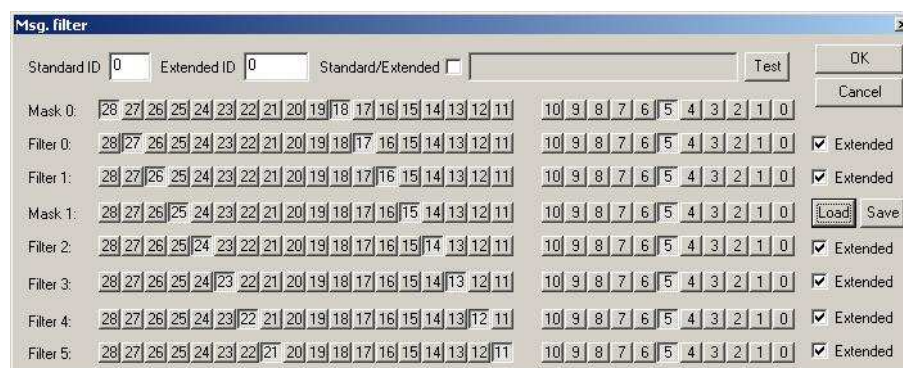 Msg. filter
Standard ID 0 Extended ID 0 Standard/Extended Test OK
Cancel
Mask 0: 28 27 26 25 24 23 22 21 20 19 18 17 16 15 14 13 12 11 10 9 8 7 6 5 4 3 2 1 0
Filter 0: 28 27 26 25 24 23 22 21 20 19 18 17 16 15 14 13 12 11 10 9 8 7 6 5 4 3 2 1 0 Extended
Filter 1: 28 27 26 25 24 23 22 21 20 19 18 17 16 15 14 13 12 11 10 9 8 7 6 5 4 3 2 1 0 Extended
Mask 1: 28 27 26 25 24 23 22 21 20 19 18 17 16 15 14 13 12 11 10 9 8 7 6 5 4 3 2 1 0 Load Save
Filter 2: 28 27 26 25 24 23 22 21 20 19 18 17 16 15 14 13 12 11 10 9 8 7 6 5 4 3 2 1 0 Extended
Filter 3: 28 27 26 25 24 23 22 21 20 19 18 17 16 15 14 13 12 11 10 9 8 7 6 5 4 3 2 1 0 Extended
Filter 4: 28 27 26 25 24 23 22 21 20 19 18 17 16 15 14 13 12 11 10 9 8 7 6 5 4 3 2 1 0 Extended
Filter 5: 28 27 26 25 24 23 22 21 20 19 18 17 16 15 14 13 12 11 10 9 8 7 6 5 4 3 2 1 0 Extended